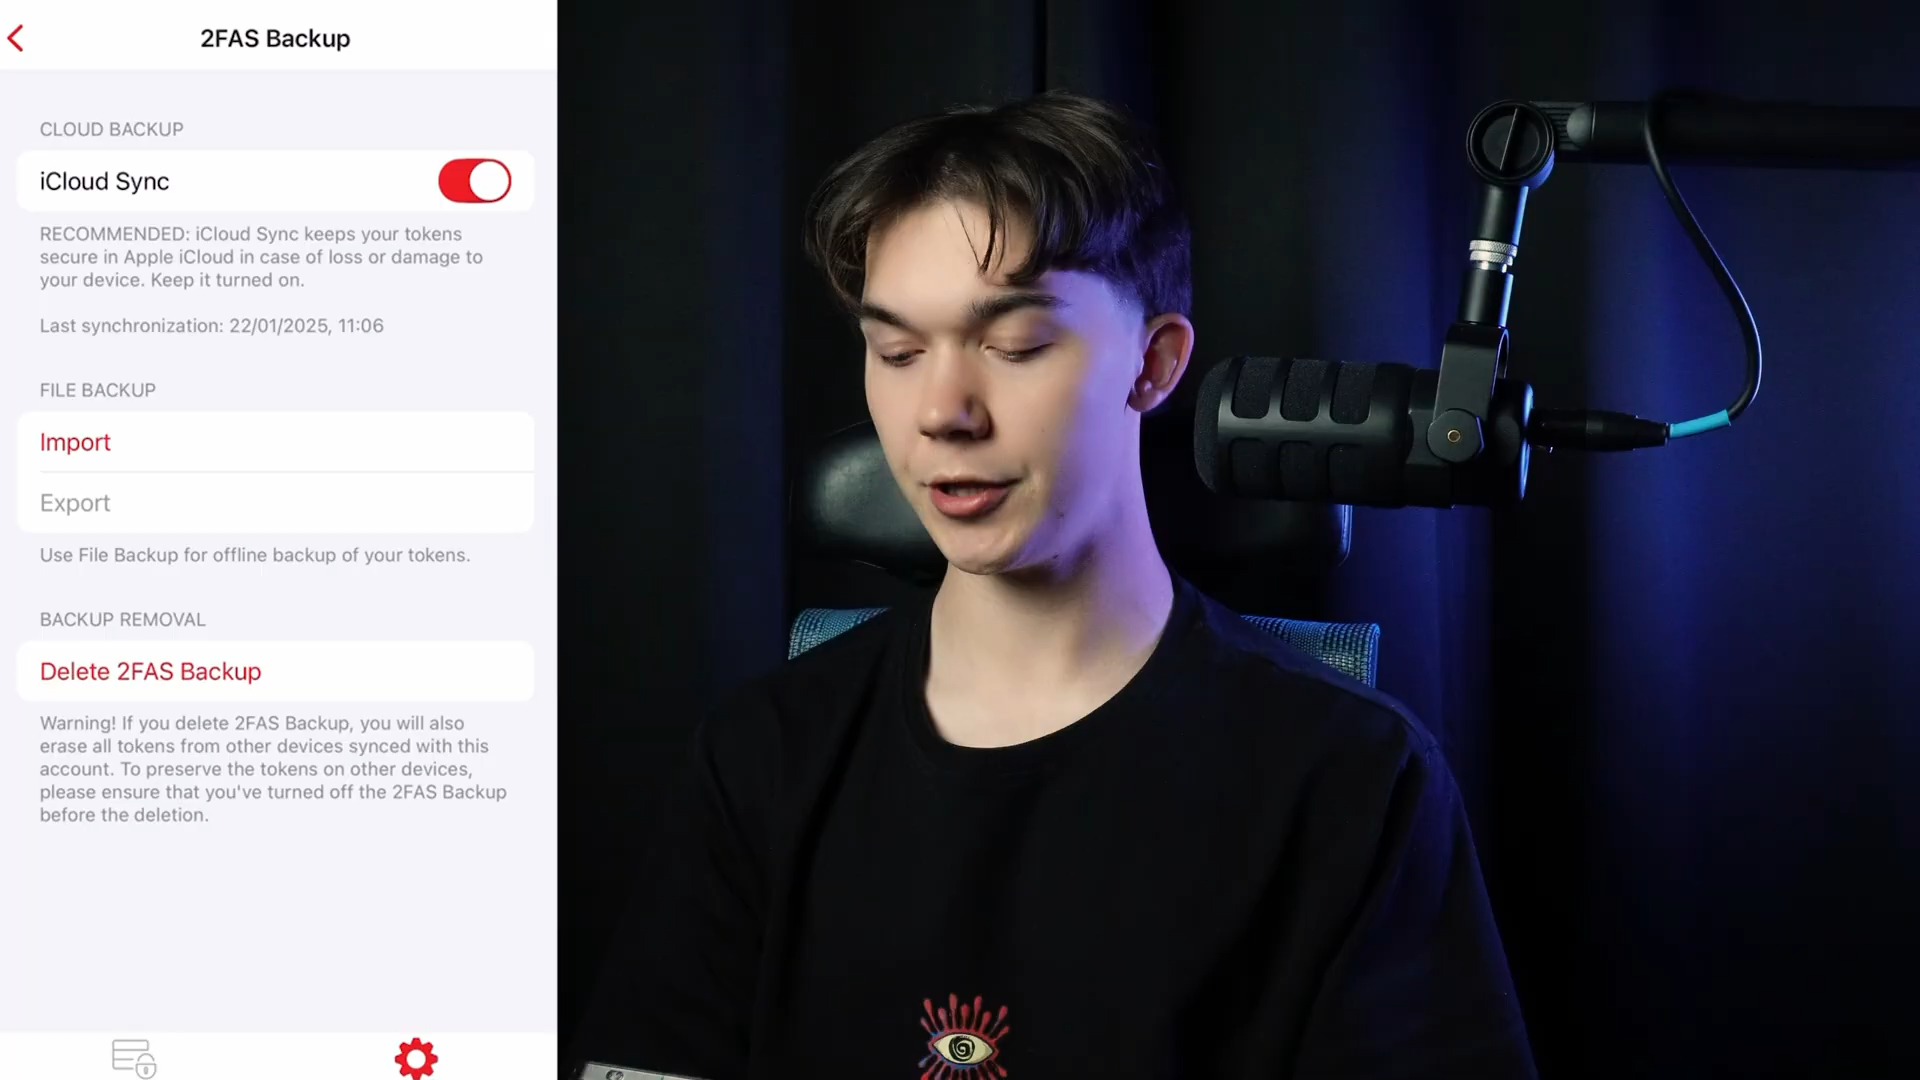 2FAS Backup
CLOUD BACKUP
iCloud Sync
RECOMMENDED: iCloud Sync keeps your tokens
secure in Apple iCloud in case of loss or damage to
your device. Keep it turned on.
Last synchronization: 22/01/2025, 11:06
FILE BACKUP
Import
Export
Use File Backup for offline backup of your tokens.
BACKUP REMOVAL
Delete 2FAS Backup
Warning! If you delete 2FAS Backup, you will also
erase all tokens from other devices synced with this
account. To preserve the tokens on other devices,
please ensure that you've turned off the 2FAS Backup
before the deletion.